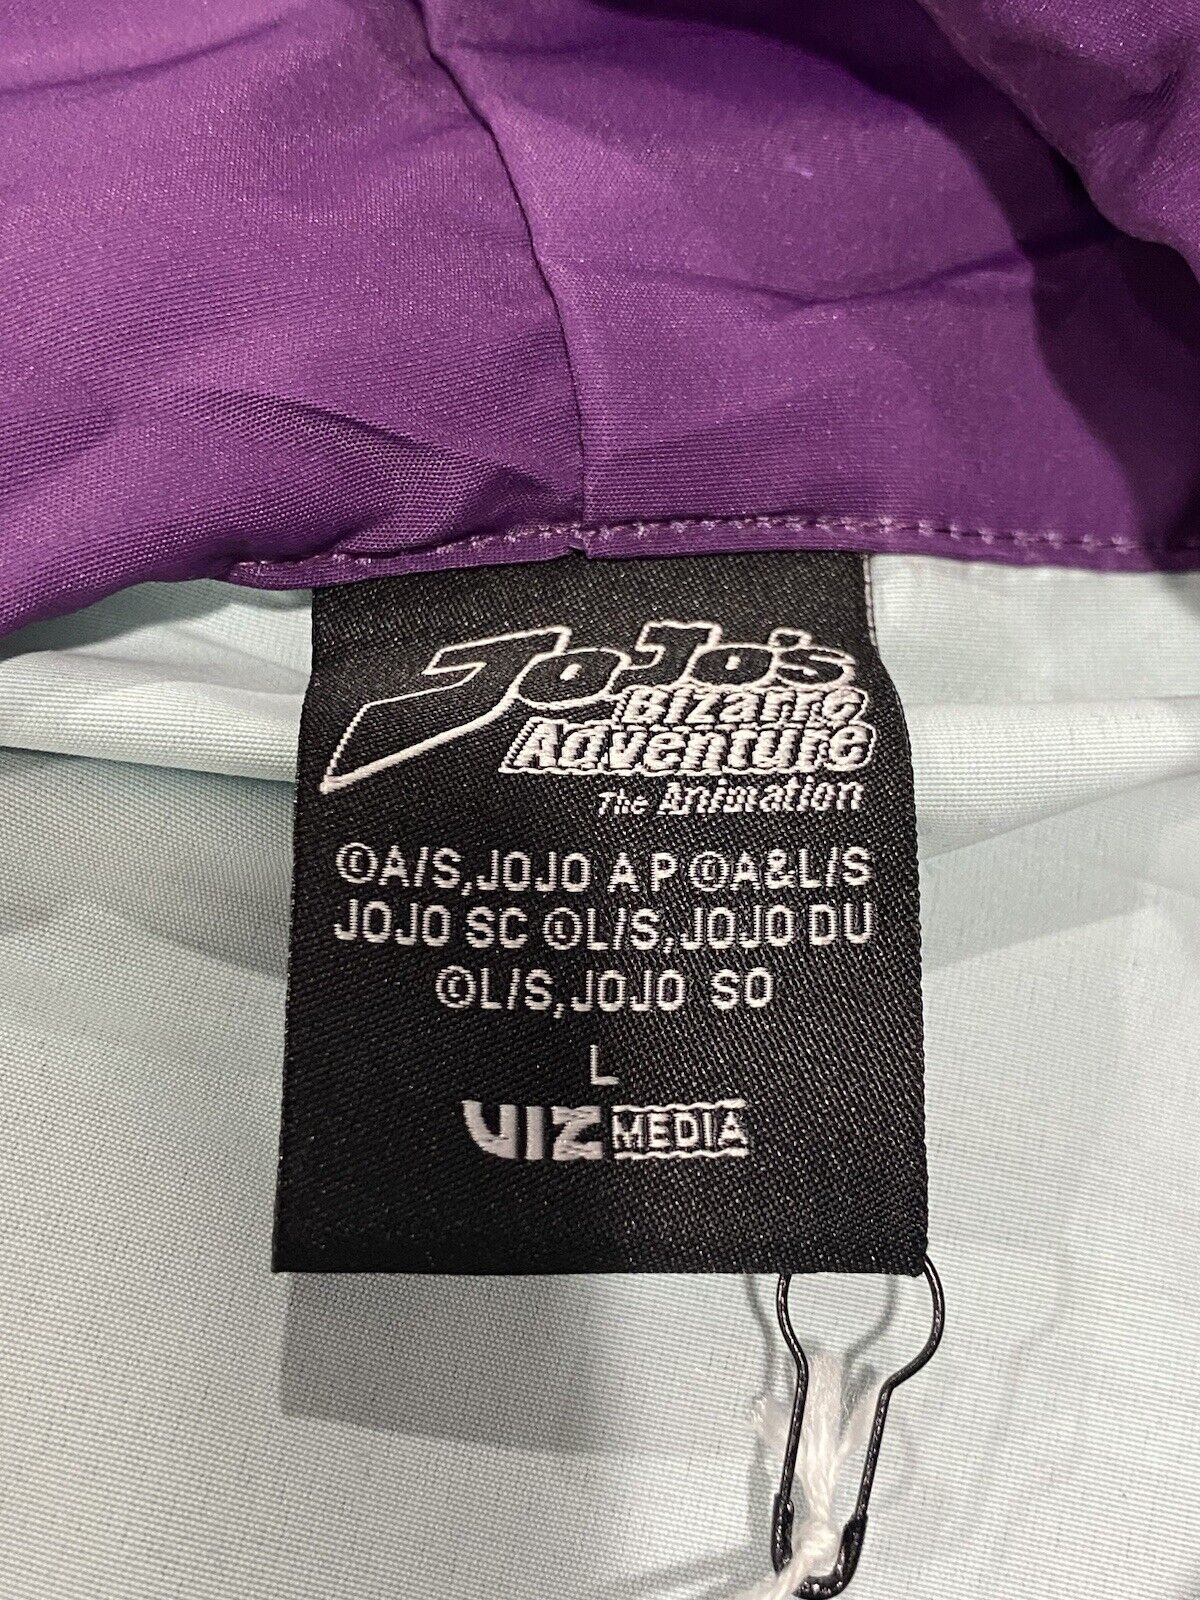 JoJo's
Bizarre
Adventure
The Animation
©A/S,JOJO A P ©A&L/S
JOJO SC ©L/S,JOJO DU
©L/S,JOJO SO
L
VIZ MEDIA